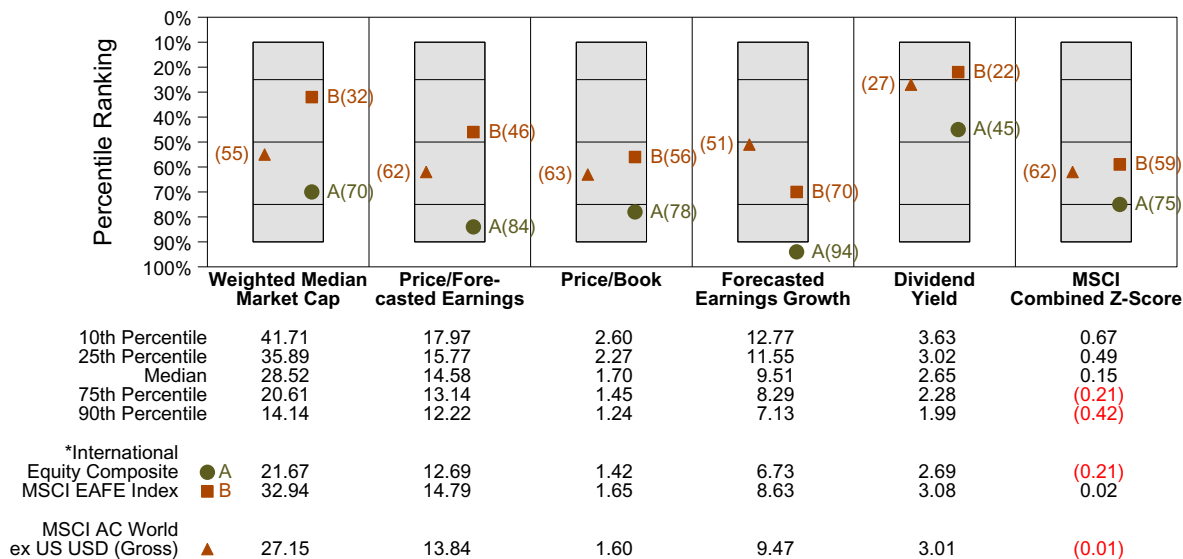 Percentile Ranking
0%
10%
20%
30%
40%
50%
60%
70%
80%
90%
100%
(55)
B(32)
A(70)
(62)
B(46)
A(84)
(63)
B(56)
A(78)
(51)
B(70)
A(94)
(27)
B(22)
A(45)
(62)
B(59)
A(75)
Weighted Median
Market Cap
Price/Fore-
casted Earnings
Price/Book
Forecasted
Earnings Growth
Dividend
Yield
MSCI
Combined Z-Score
10th Percentile 41.71 17.97 2.60 12.77 3.63 0.67
25th Percentile 35.89 15.77 2.27 11.55 3.02 0.49
Median 28.52 14.58 1.70 9.51 2.65 0.15
75th Percentile 20.61 13.14 1.45 8.29 2.28 (0.21)
90th Percentile 14.14 12.22 1.24 7.13 1.99 (0.42)
*International
Equity Composite A 21.67 12.69 1.42 6.73 2.69 (0.21)
MSCI EAFE Index B 32.94 14.79 1.65 8.63 3.08 0.02
MSCI AC World
ex US USD (Gross) 27.15 13.84 1.60 9.47 3.01 (0.01)